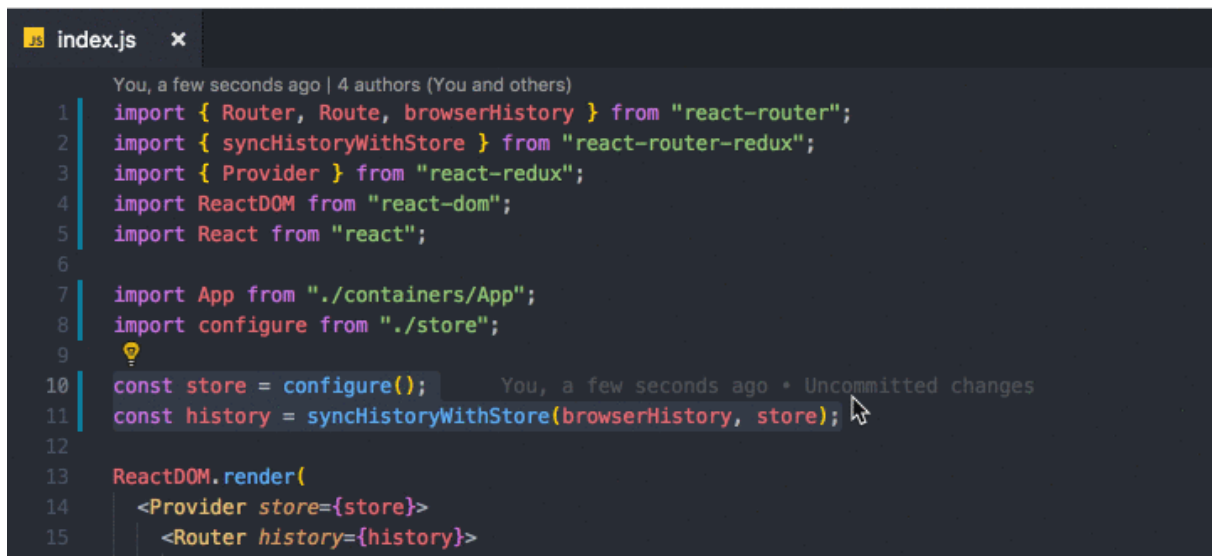 JS index.js ×
You, a few seconds ago | 4 authors (You and others)
1 import { Router, Route, browserHistory } from "react-router";
2 import { syncHistoryWithStore } from "react-router-redux";
3 import { Provider } from "react-redux";
4 import ReactDOM from "react-dom";
5 import React from "react";
6
7 import App from "./containers/App";
8 import configure from "./store";
9
10 const store = configure(); You, a few seconds ago • Uncommitted changes
11 const history = syncHistoryWithStore(browserHistory, store);
12
13 ReactDOM.render(
14 <Provider store={store}>
15 <Router history={history}>